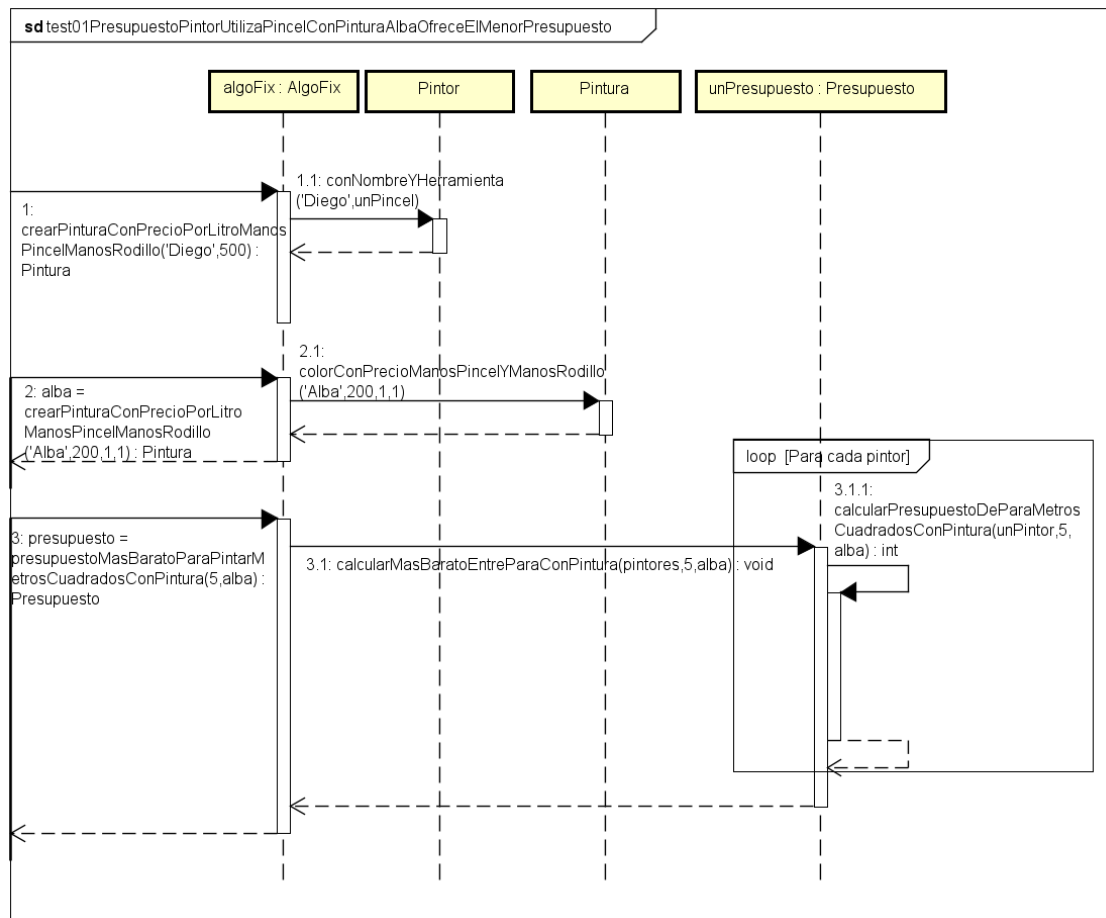 sd test01PresupuestoPintorUtilizaPincelConPinturaAlbaOfreceElMenorPresupuesto
algoFix : AlgoFix
Pintor
Pintura
unPresupuesto : Presupuesto
1.1: conNombreYHerramienta
('Diego',unPincel)
1:
crearPinturaConPrecioPorLitroManos
PincelManosRodillo('Diego',500) :
Pintura
2.1:
colorConPrecioManosPincelYManosRodillo
('Alba',200,1,1)
2: alba =
crearPinturaConPrecioPorLitro
ManosPincelManosRodillo
('Alba',200,1,1) : Pintura
loop [Para cada pintor]
3.1.1:
calcularPresupuestoDeParaMetros
CuadradosConPintura(unPintor,5,
alba) : int
3: presupuesto =
presupuestoMasBaratoParaPintarM
etrosCuadradosConPintura(5,alba) :
Presupuesto
3.1: calcularMasBaratoEntreParaConPintura(pintores,5,alba) : void